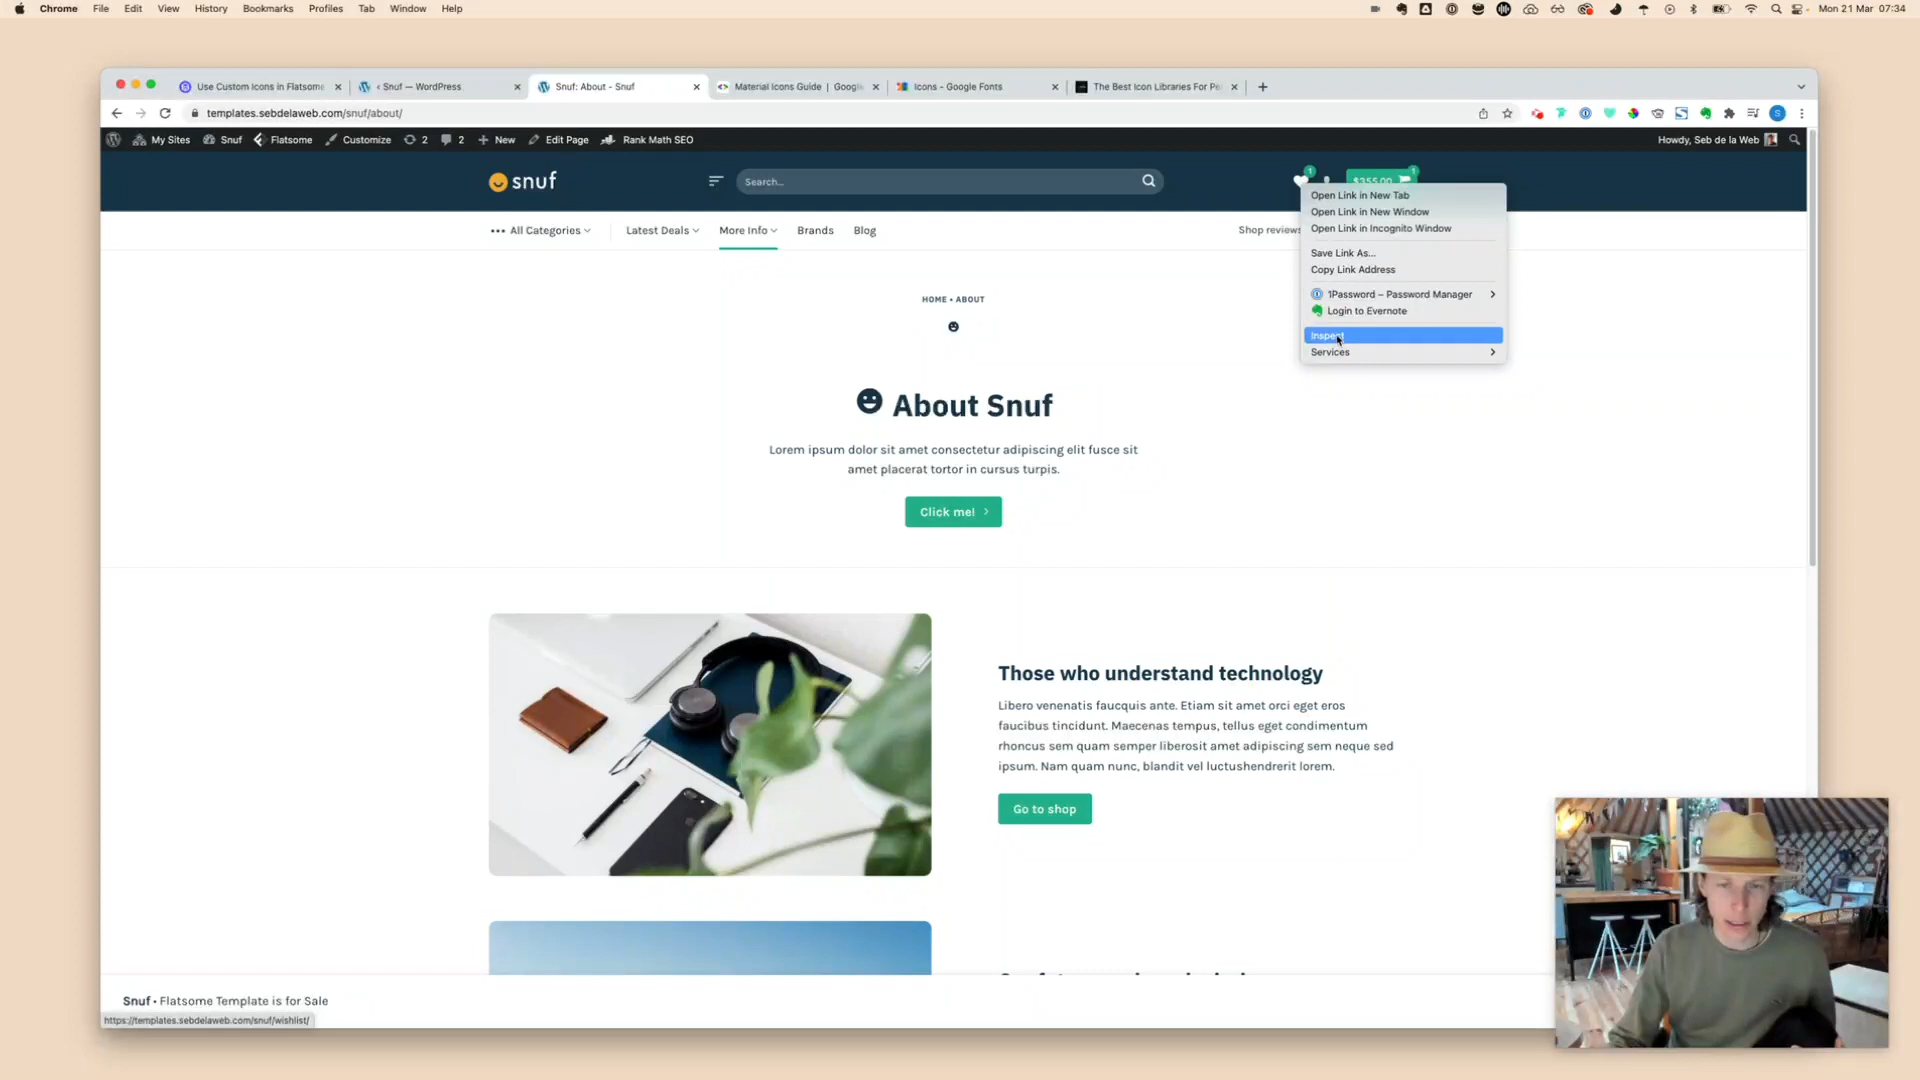 Chrome File Edit View History Bookmarks Profiles Tab Window Help Mon 21 Mar 07:34
Use Custom Icons in Flatsome
‹ Snuf — WordPress
Snuf: About - Snuf
Material Icons Guide | Googl
Icons - Google Fonts
The Best Icon Libraries For Pe
templates.sebdelaweb.com/snuf/about/
My Sites Snuf Flatsome Customize 2 2 New Edit Page Rank Math SEO Howdy, Seb de la Web
snuf
Search...
1
$355.00
1
All Categories
Latest Deals
More Info
Brands
Blog
Shop reviews
Open Link in New Tab
Open Link in New Window
Open Link in Incognito Window
Save Link As...
Copy Link Address
1Password – Password Manager
Login to Evernote
Inspect
Services
HOME • ABOUT
About Snuf
Lorem ipsum dolor sit amet consectetur adipiscing elit fusce sit
amet placerat tortor in cursus turpis.
Click me!
Those who understand technology
Libero venenatis faucquis ante. Etiam sit amet orci eget eros
faucibus tincidunt. Maecenas tempus, tellus eget condimentum
rhoncus sem quam semper liberosit amet adipiscing sem neque sed
ipsum. Nam quam nunc, blandit vel luctushendrerit lorem.
Go to shop
Snuf • Flatsome Template is for Sale
https://templates.sebdelaweb.com/snuf/wishlist/